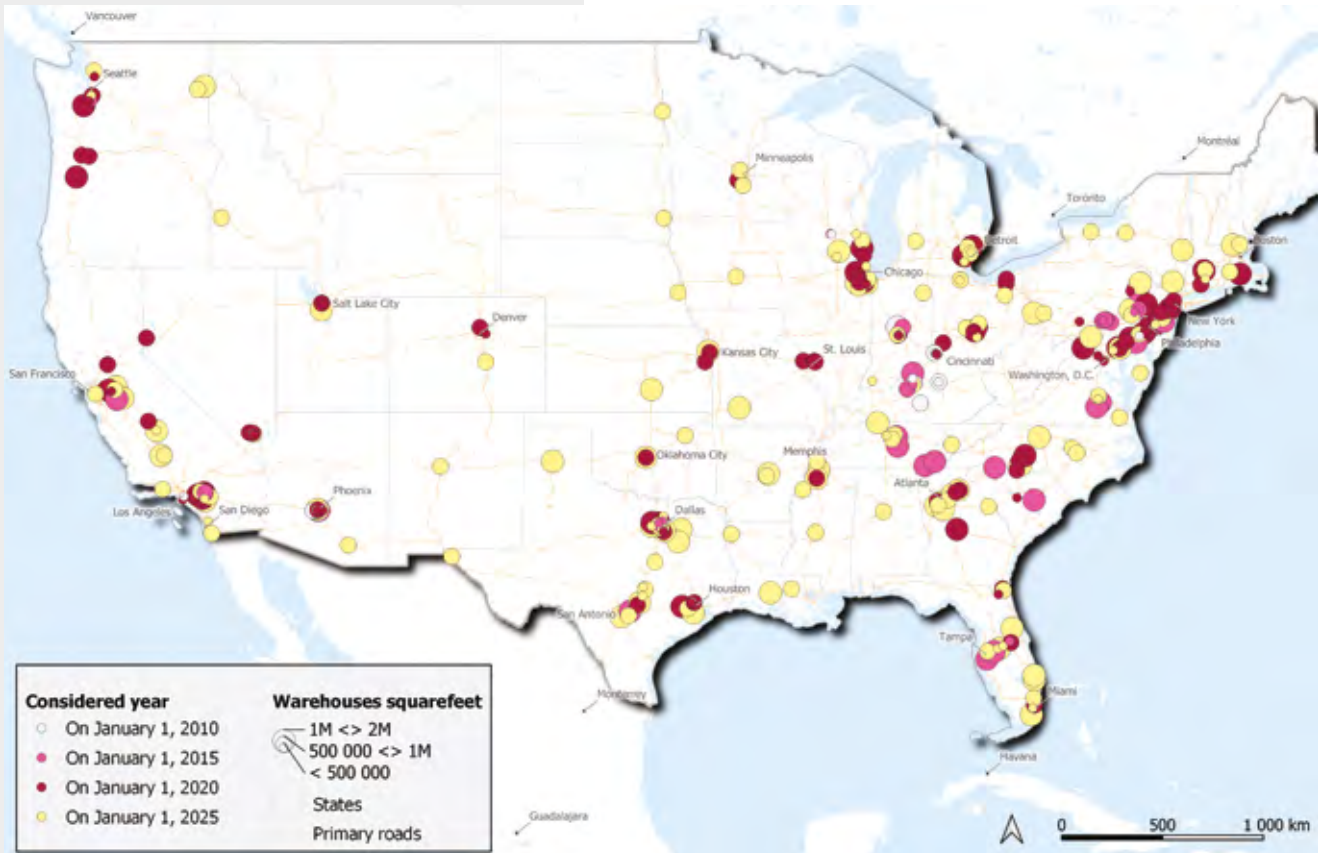 Vancouver
Seattle
Minneapolis
Montréal
Toronto
Detroit
Boston
Chicago
Salt Lake City
Denver
New York
Philadelphia
Kansas City
St. Louis
Cincinnati
San Francisco
Washington, D.C.
Oklahoma City
Memphis
Atlanta
Phoenix
Los Angeles
San Diego
Dallas
Houston
San Antonio
Tampa
Miami
Monterrey
Havana
Guadalajara
Considered year
On January 1, 2010
On January 1, 2015
On January 1, 2020
On January 1, 2025
Warehouses squarefeet
1M <> 2M
500 000 <> 1M
< 500 000
States
Primary roads
0 500 1 000 km